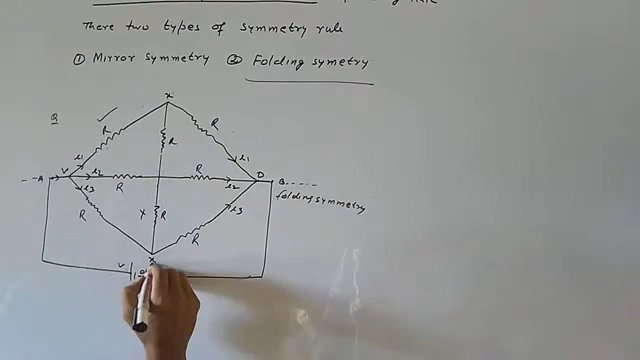 There two types of symmetry rule
① Mirror symmetry ② Folding symetry
Q
x
R R
R
i1 i1
A V i2 R R i2 D B
i3 i3
folding symmetry
R Y R R
x
V